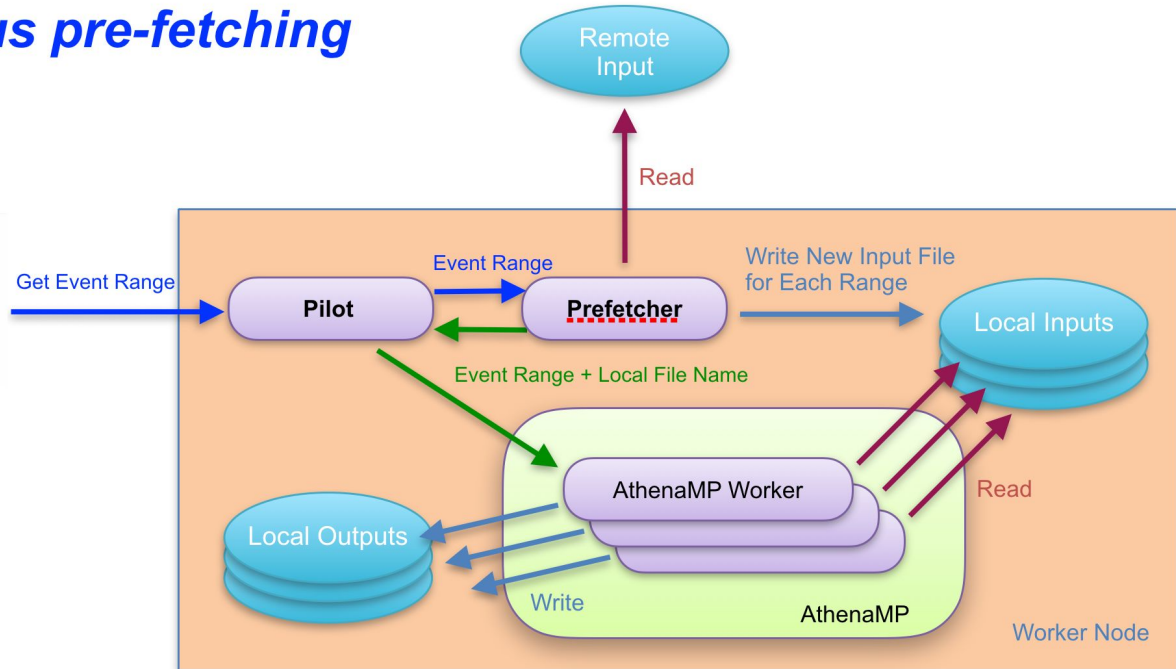 pre-fetching
Remote
Input
Read
Get Event Range
Event Range
Write New Input File
for Each Range
Pilot
Prefetcher
Local Inputs
Event Range + Local File Name
AthenaMP Worker
Read
Local Outputs
Write
AthenaMP
Worker Node